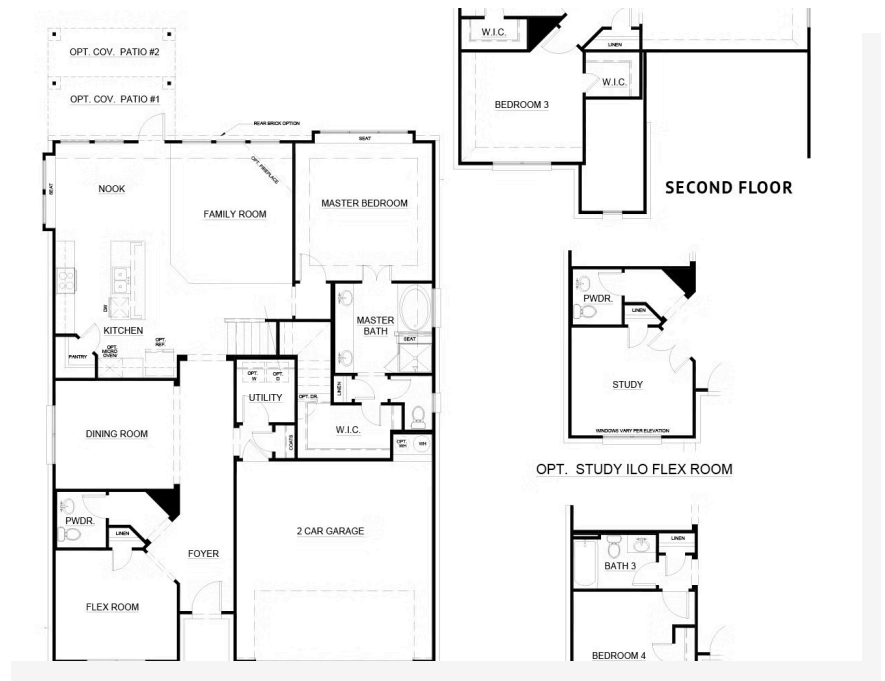 OPT. COV. PATIO #2
OPT. COV. PATIO #1
REAR BRICK OPTION
SEAT
SEAT
NOOK
OPT. FIREPLACE
FAMILY ROOM
MASTER BEDROOM
DW
KITCHEN
MASTER
BATH
SEAT
PANTRY
OPT.
MICRO
OVEN
OPT.
REF.
OPT.
W
OPT.
D
UTILITY
LINEN
OPT. DR.
W.I.C.
DINING ROOM
COATS
OPT.
WH
WH
PWDR.
LINEN
FOYER
2 CAR GARAGE
FLEX ROOM
W.I.C.
LINEN
W.I.C.
BEDROOM 3
SECOND FLOOR
PWDR.
LINEN
STUDY
WINDOWS VARY PER ELEVATION
OPT. STUDY ILO FLEX ROOM
LINEN
BATH 3
BEDROOM 4